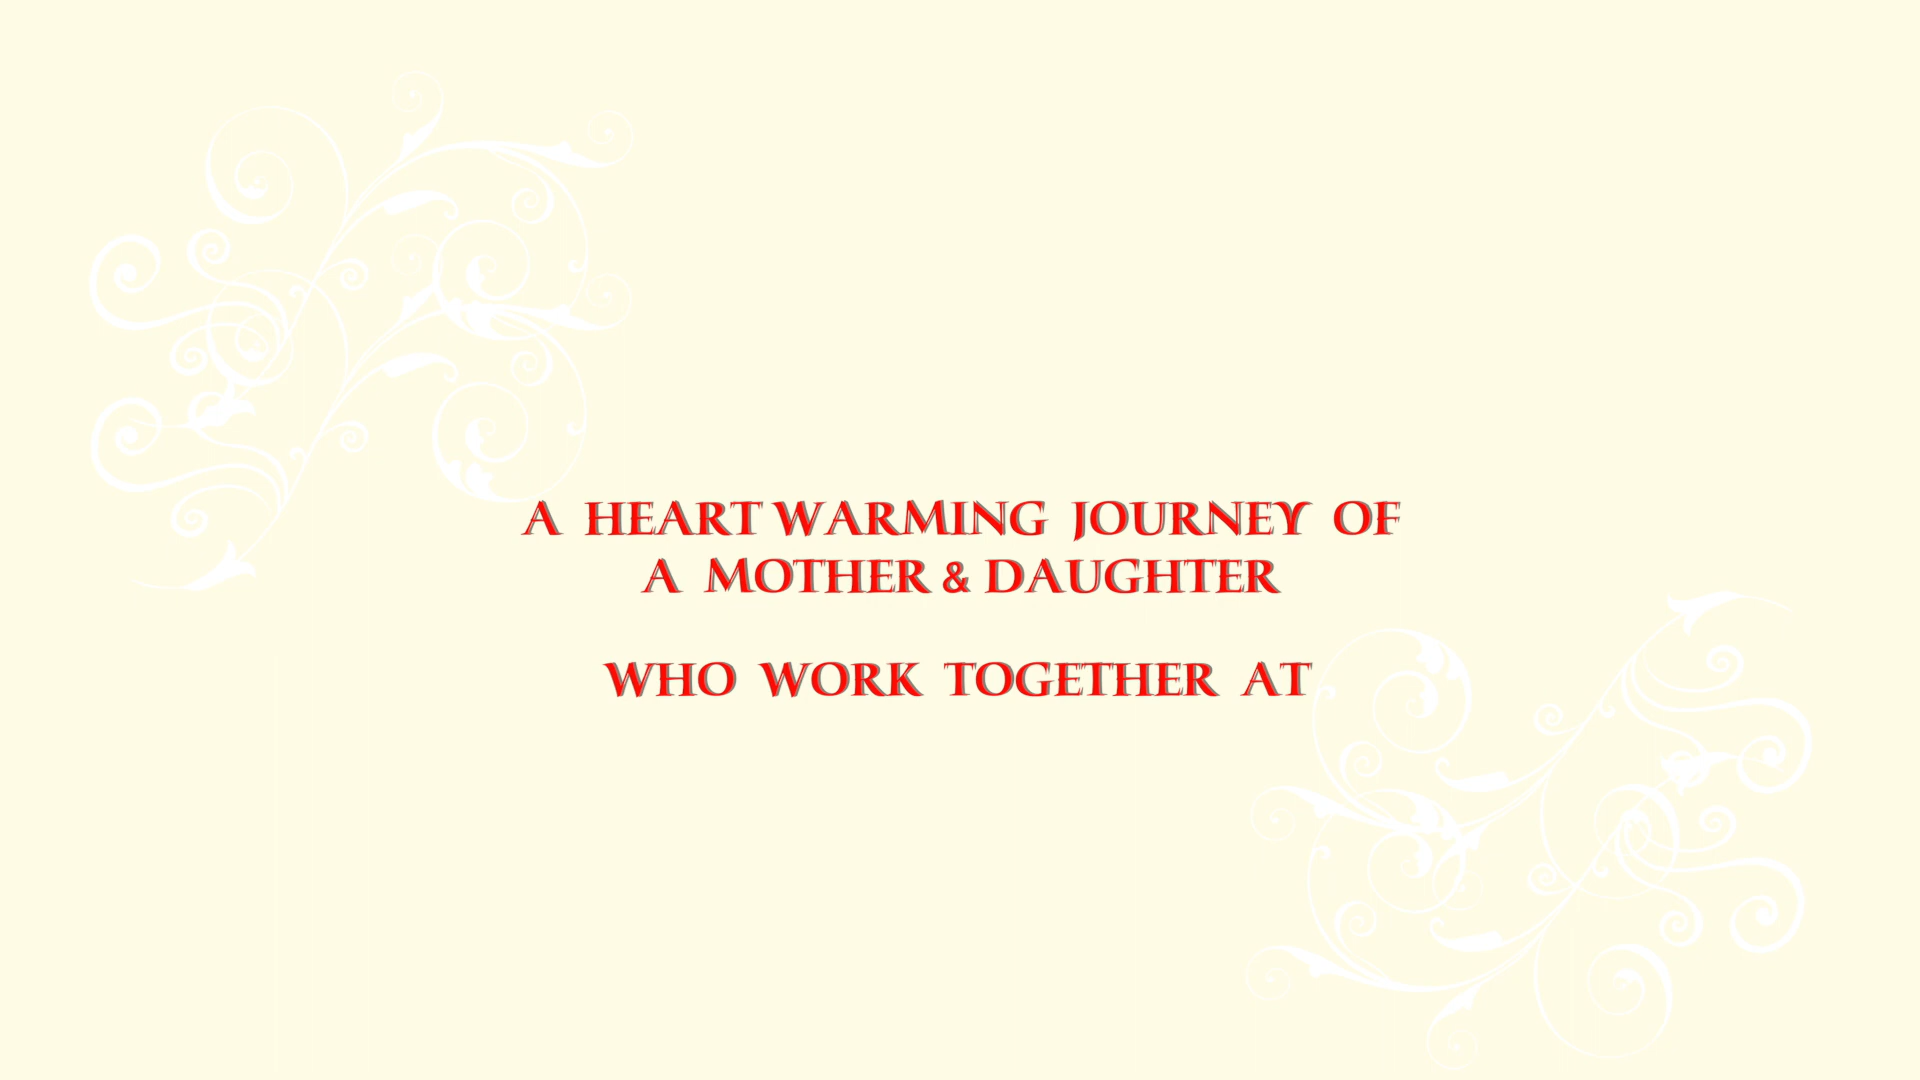 A HEART WARMING JOURNEY OF
A MOTHER & DAUGHTER
WHO WORK TOGETHER AT